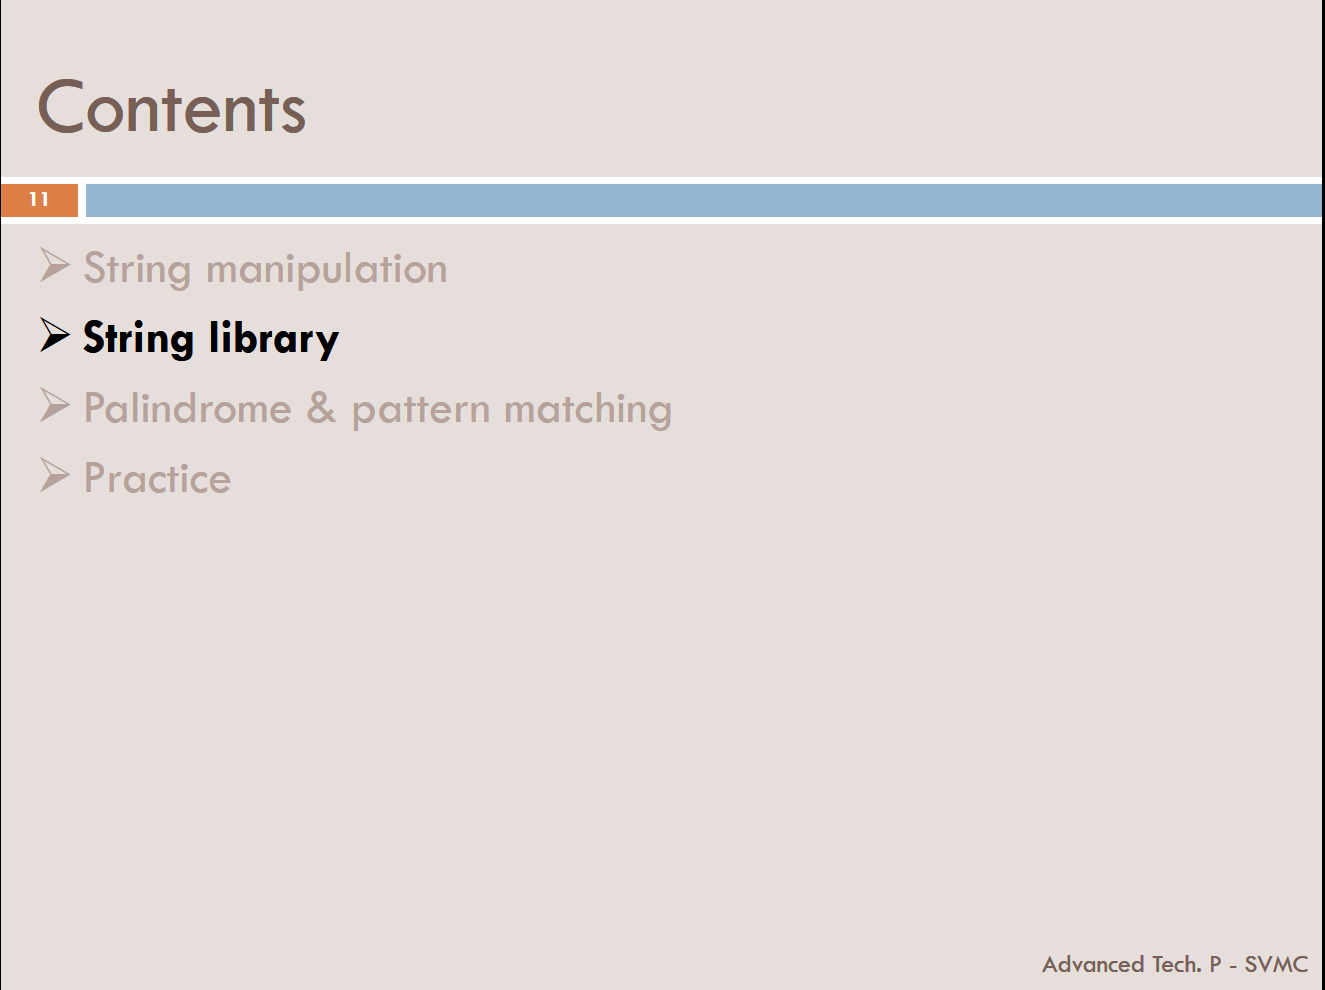 Contents
11
String manipulation
String library
Palindrome & pattern matching
Practice
Advanced Tech. P - SVMC